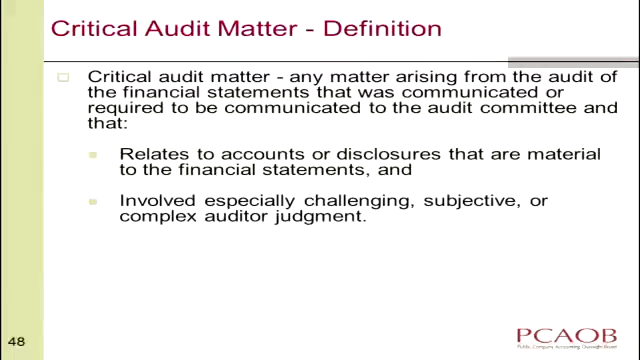 Critical Audit Matter - Definition
Critical audit matter - any matter arising from the audit of
the financial statements that was communicated or
required to be communicated to the audit committee and
that:
Relates to accounts or disclosures that are material
to the financial statements, and
Involved especially challenging, subjective, or
complex auditor judgment.
48
PCAOB
Public Company Accounting Oversight Board